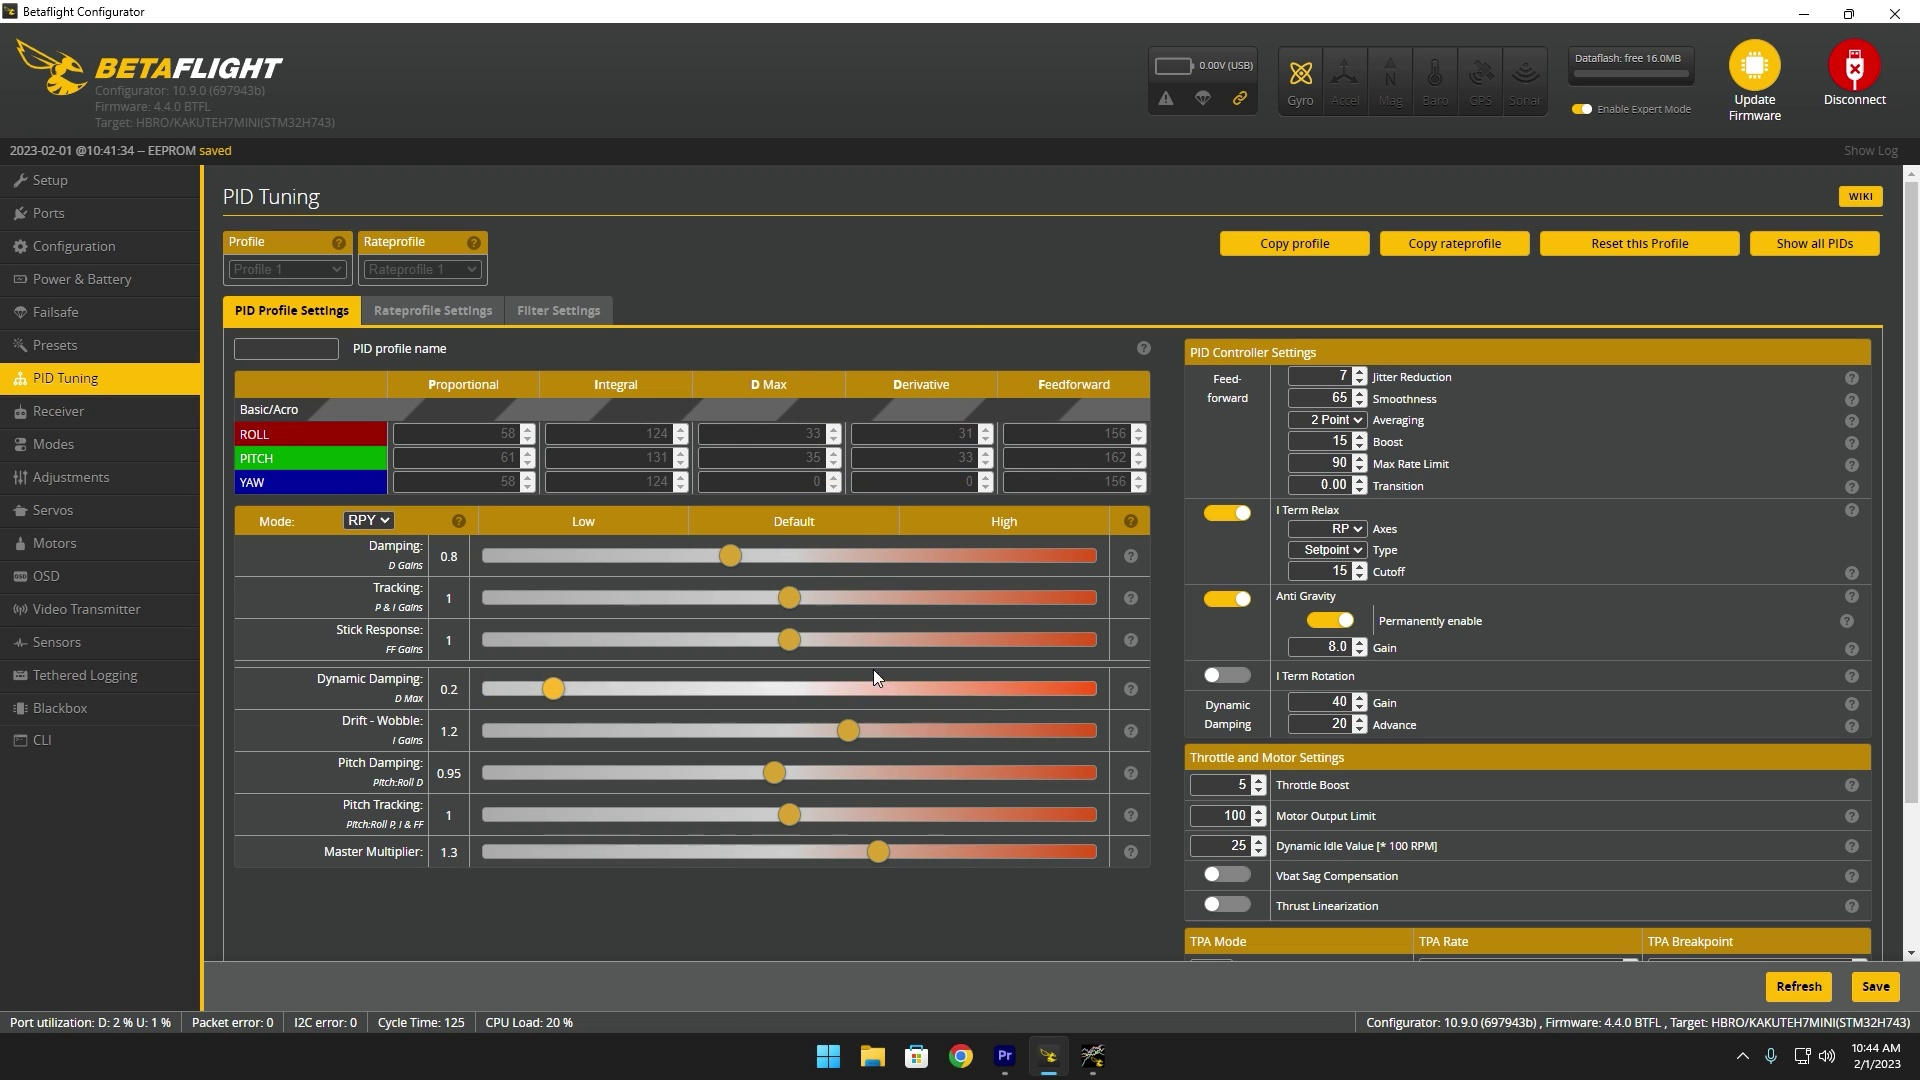 Betaflight Configurator
BETAFLIGHT
Configurator: 10.9.0 (697943b)
Firmware: 4.4.0 BTFL
Target: HBRO/KAKUTEH7MINI(STM32H743)
0.00V (USB)
Gyro Accel Mag Baro GPS Sonar
Dataflash: free 16.0MB
Enable Expert Mode
Update
Firmware
Disconnect
2023-02-01 @10:41:34 -- EEPROM saved
Show Log
Setup
Ports
Configuration
Power & Battery
Failsafe
Presets
PID Tuning
Receiver
Modes
Adjustments
Servos
Motors
OSD
Video Transmitter
Sensors
Tethered Logging
Blackbox
CLI
PID Tuning
WIKI
Profile ? Rateprofile ?
Profile 1 Rateprofile 1
Copy profile Copy rateprofile Reset this Profile Show all PIDs
PID Profile Settings Rateprofile Settings Filter Settings
PID profile name ?
Proportional Integral D Max Derivative Feedforward
Basic/Acro
ROLL 58 124 33 31 156
PITCH 61 131 35 33 162
YAW 58 124 0 0 156
Mode: RPY ? Low Default High ?
Damping:
D Gains 0.8 ?
Tracking:
P & I Gains 1 ?
Stick Response:
FF Gains 1 ?
Dynamic Damping:
D Max 0.2 ?
Drift - Wobble:
I Gains 1.2 ?
Pitch Damping:
Pitch:Roll D 0.95 ?
Pitch Tracking:
Pitch:Roll P, I & FF 1 ?
Master Multiplier: 1.3 ?
PID Controller Settings
Feed-
forward
7 Jitter Reduction ?
65 Smoothness ?
2 Point Averaging ?
15 Boost ?
90 Max Rate Limit ?
0.00 Transition ?
I Term Relax ?
RP Axes
Setpoint Type
15 Cutoff ?
Anti Gravity ?
Permanently enable ?
8.0 Gain ?
I Term Rotation ?
Dynamic
Damping
40 Gain ?
20 Advance ?
Throttle and Motor Settings
5 Throttle Boost ?
100 Motor Output Limit ?
25 Dynamic Idle Value [* 100 RPM] ?
Vbat Sag Compensation ?
Thrust Linearization ?
TPA Mode TPA Rate TPA Breakpoint
Refresh Save
Port utilization: D: 2 % U: 1 % Packet error: 0 I2C error: 0 Cycle Time: 125 CPU Load: 20 %
Configurator: 10.9.0 (697943b) , Firmware: 4.4.0 BTFL , Target: HBRO/KAKUTEH7MINI(STM32H743)
Pr
10:44 AM
2/1/2023